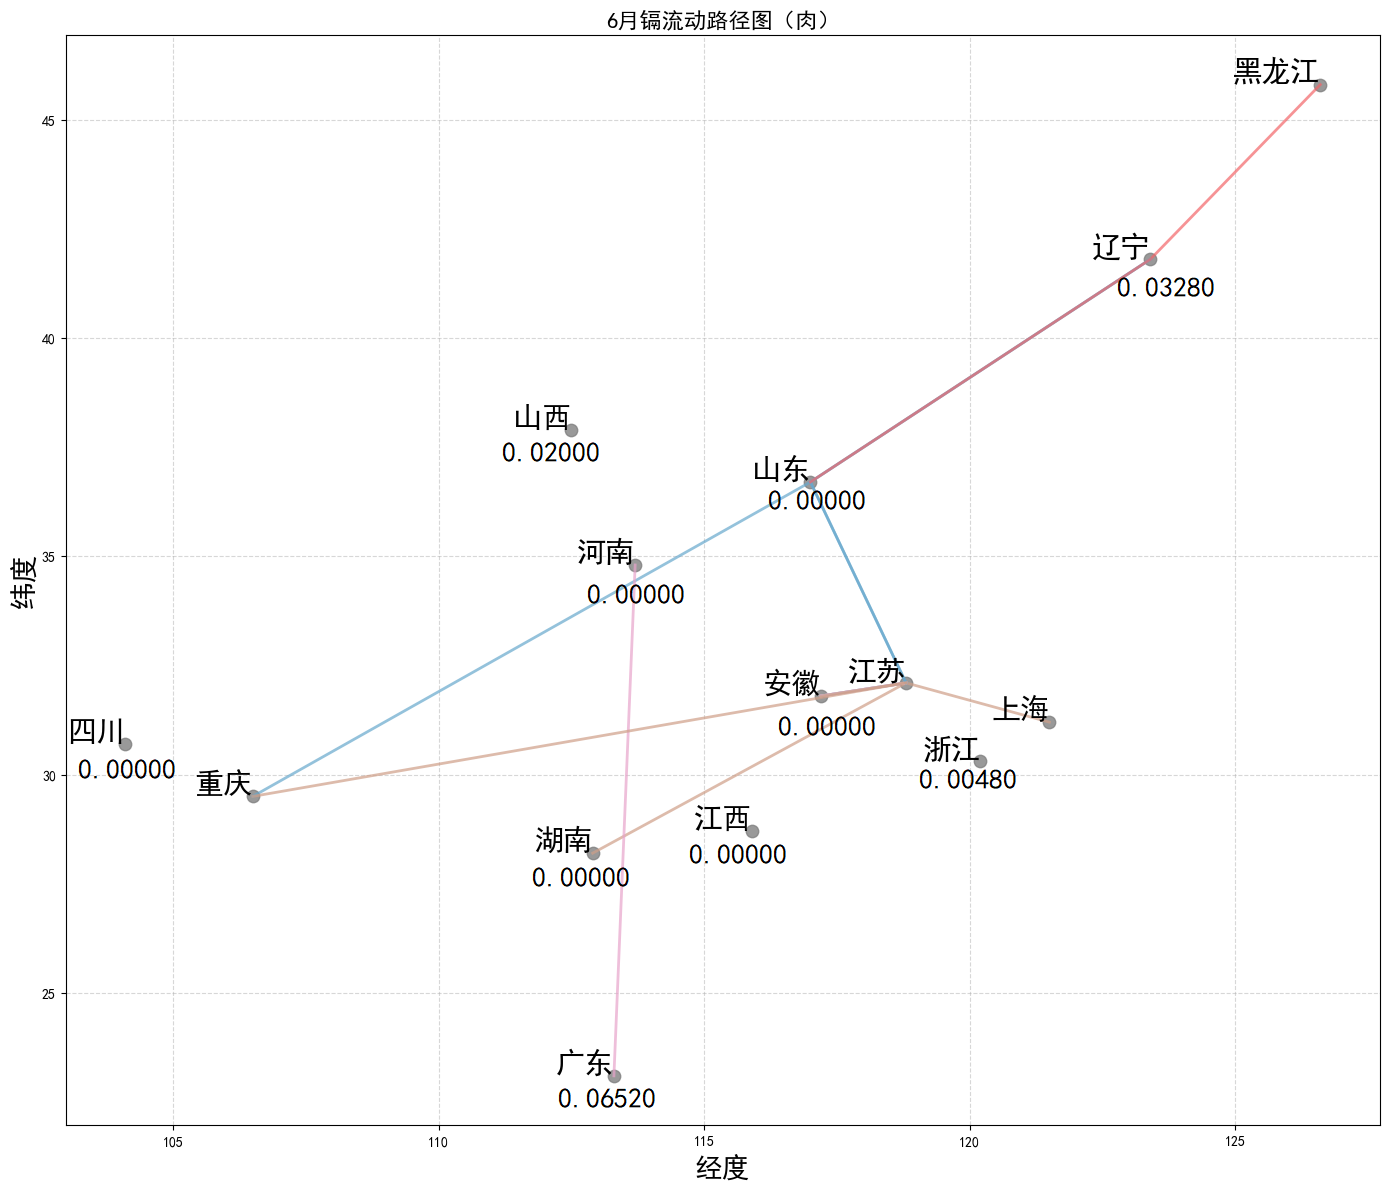 6月镉流动路径图（肉）
黑龙江
45
辽宁
0.03280
40
山西
0.02000
山东
0.00000
河南
35
0.00000
纬度
江苏
安徽
上海
0.00000
四川
浙江
0.00000
30
重庆
0.00480
江西
湖南
0.00000
0.00000
25
广东
0.06520
105
110
115
120
125
经度